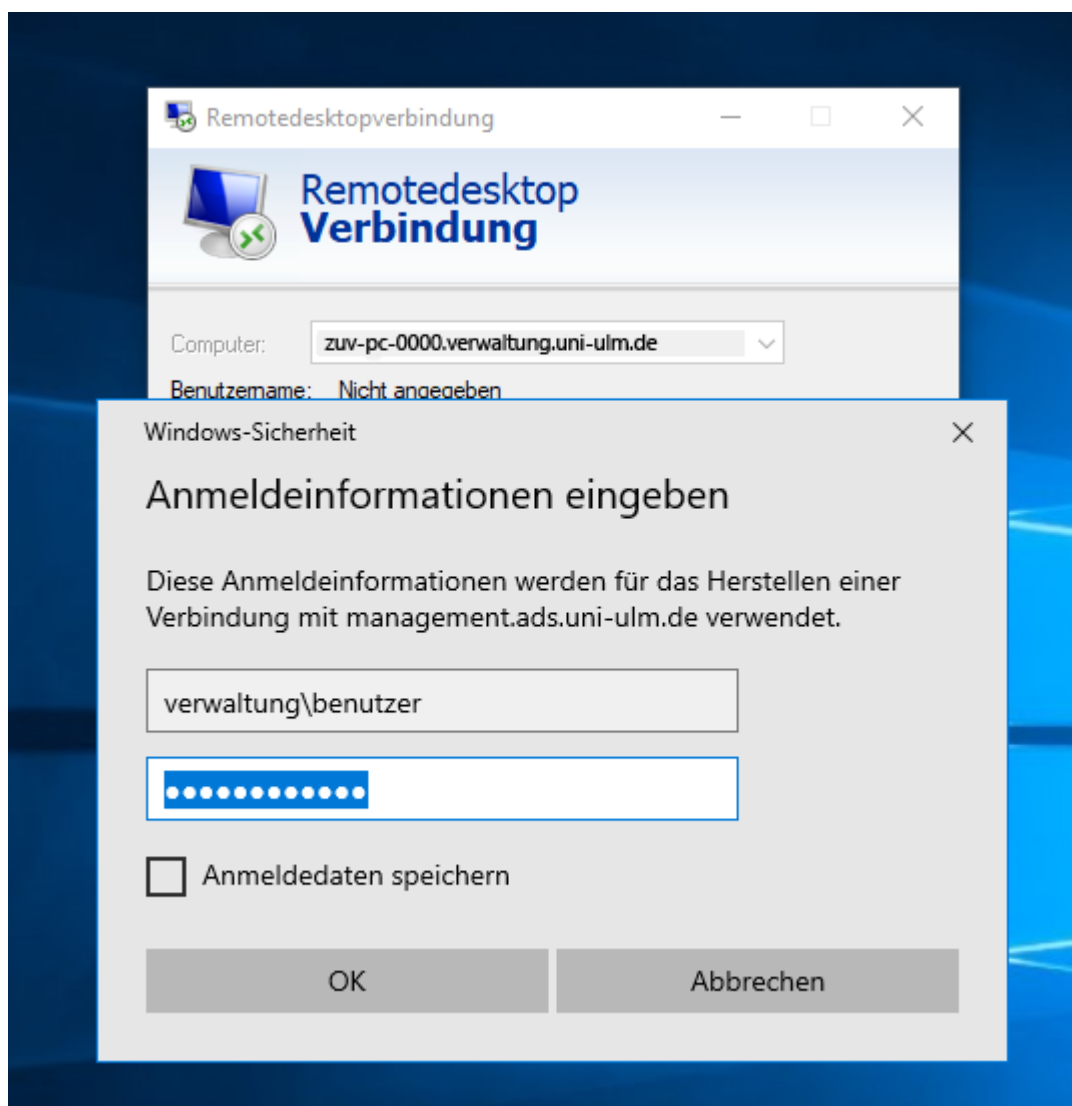 Remotedesktopverbindung
Remotedesktop
Verbindung
Computer: zuv-pc-0000.verwaltung.uni-ulm.de
Benutzername: Nicht angegeben
Windows-Sicherheit
Anmeldeinformationen eingeben
Diese Anmeldeinformationen werden für das Herstellen einer
Verbindung mit management.ads.uni-ulm.de verwendet.
verwaltung\benutzer
Anmeldedaten speichern
OK Abbrechen